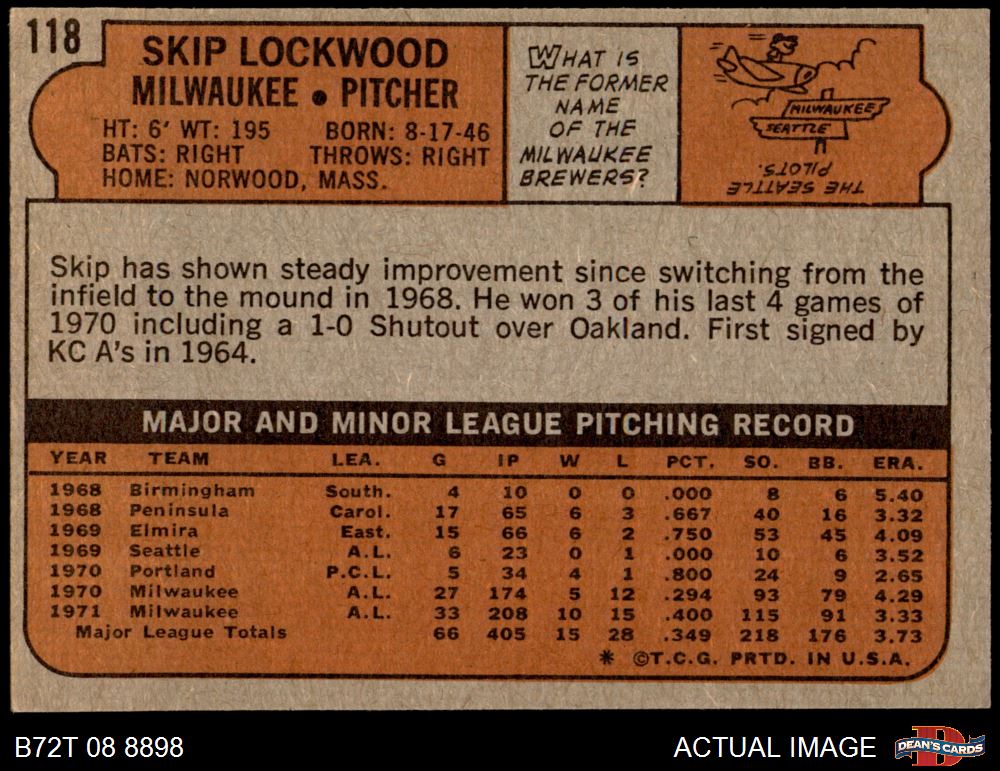 118
SKIP LOCKWOOD
MILWAUKEE • PITCHER
HT: 6' WT: 195 BORN: 8-17-46
BATS: RIGHT THROWS: RIGHT
HOME: NORWOOD, MASS.
WHAT IS
THE FORMER
NAME
OF THE
MILWAUKEE
BREWERS?
MILWAUKEE
SEATTLE
THE SEATTLE
PILOTS.
Skip has shown steady improvement since switching from the
infield to the mound in 1968. He won 3 of his last 4 games of
1970 including a 1-0 Shutout over Oakland. First signed by
KC A's in 1964.
MAJOR AND MINOR LEAGUE PITCHING RECORD
YEAR TEAM LEA. G IP W L PCT. SO. BB. ERA.
1968 Birmingham South. 4 10 0 0 .000 8 6 5.40
1968 Peninsula Carol. 17 65 6 3 .667 40 16 3.32
1969 Elmira East. 15 66 6 2 .750 53 45 4.09
1969 Seattle A.L. 6 23 0 1 .000 10 6 3.52
1970 Portland P.C.L. 5 34 4 1 .800 24 9 2.65
1970 Milwaukee A.L. 27 174 5 12 .294 93 79 4.29
1971 Milwaukee A.L. 33 208 10 15 .400 115 91 3.33
Major League Totals 66 405 15 28 .349 218 176 3.73
* ©T.C.G. PRTD. IN U.S.A.
B72T 08 8898
ACTUAL IMAGE
D
DEAN'S CARDS